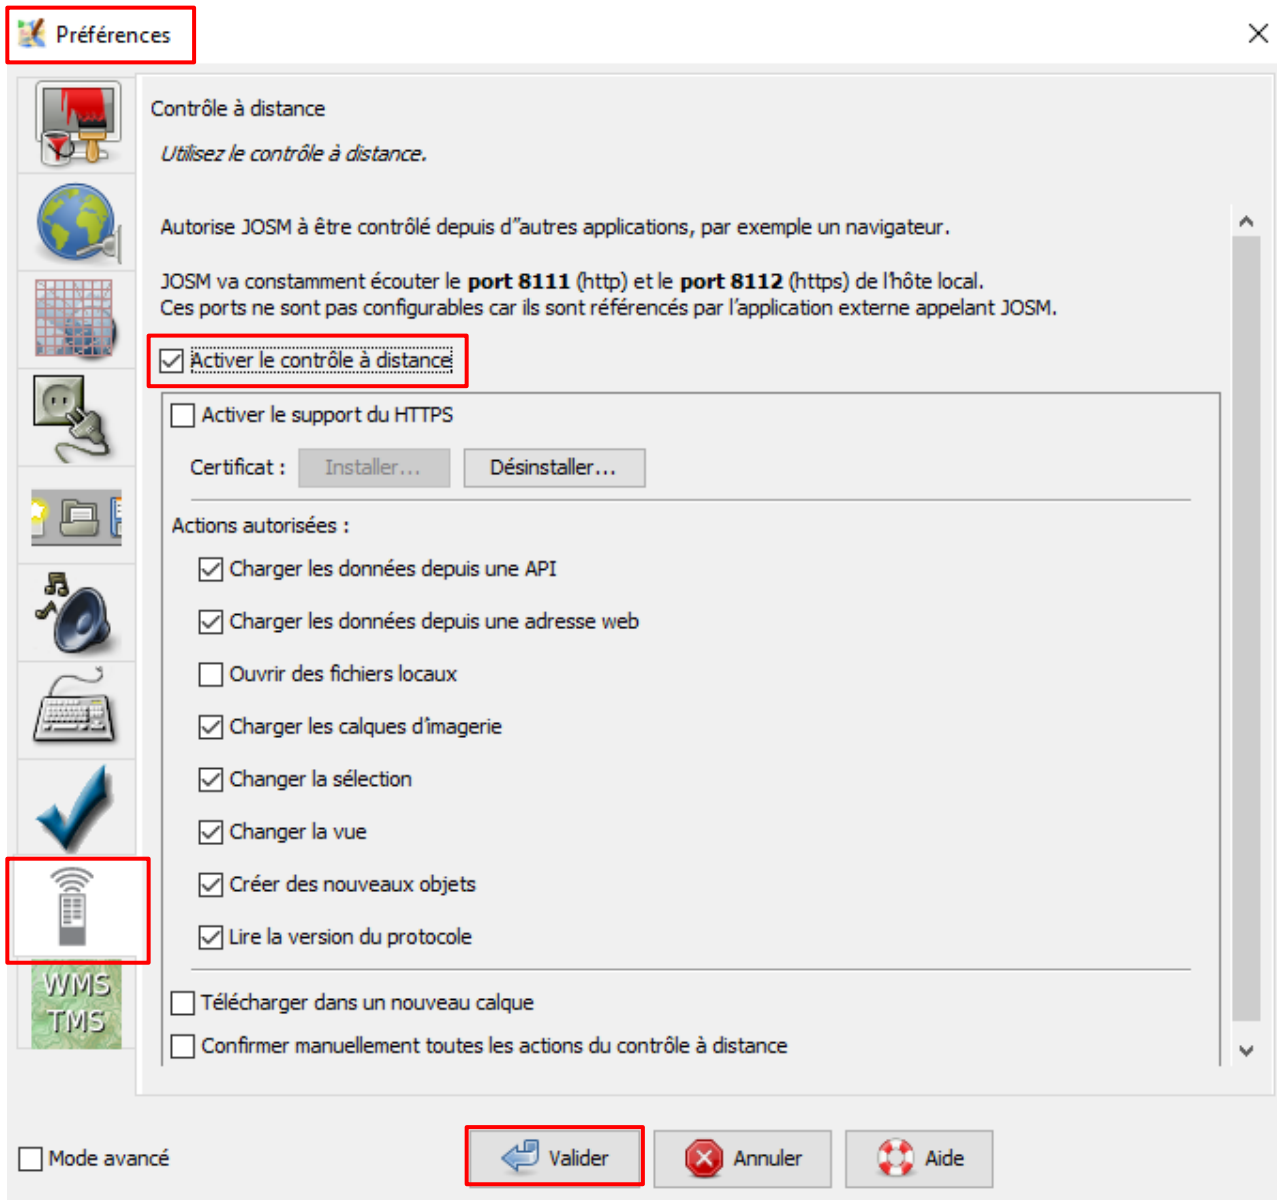 Préférences
Contrôle à distance
Utilisez le contrôle à distance.
Autorise JOSM à être contrôlé depuis d"autres applications, par exemple un navigateur.
JOSM va constamment écouter le port 8111 (http) et le port 8112 (https) de l'hôte local.
Ces ports ne sont pas configurables car ils sont référencés par l'application externe appelant JOSM.
Activer le contrôle à distance
Activer le support du HTTPS
Certificat : Installer... Désinstaller...
Actions autorisées :
Charger les données depuis une API
Charger les données depuis une adresse web
Ouvrir des fichiers locaux
Charger les calques d'imagerie
Changer la sélection
Changer la vue
Créer des nouveaux objets
Lire la version du protocole
WMS
TMS
Télécharger dans un nouveau calque
Confirmer manuellement toutes les actions du contrôle à distance
Mode avancé Valider Annuler Aide